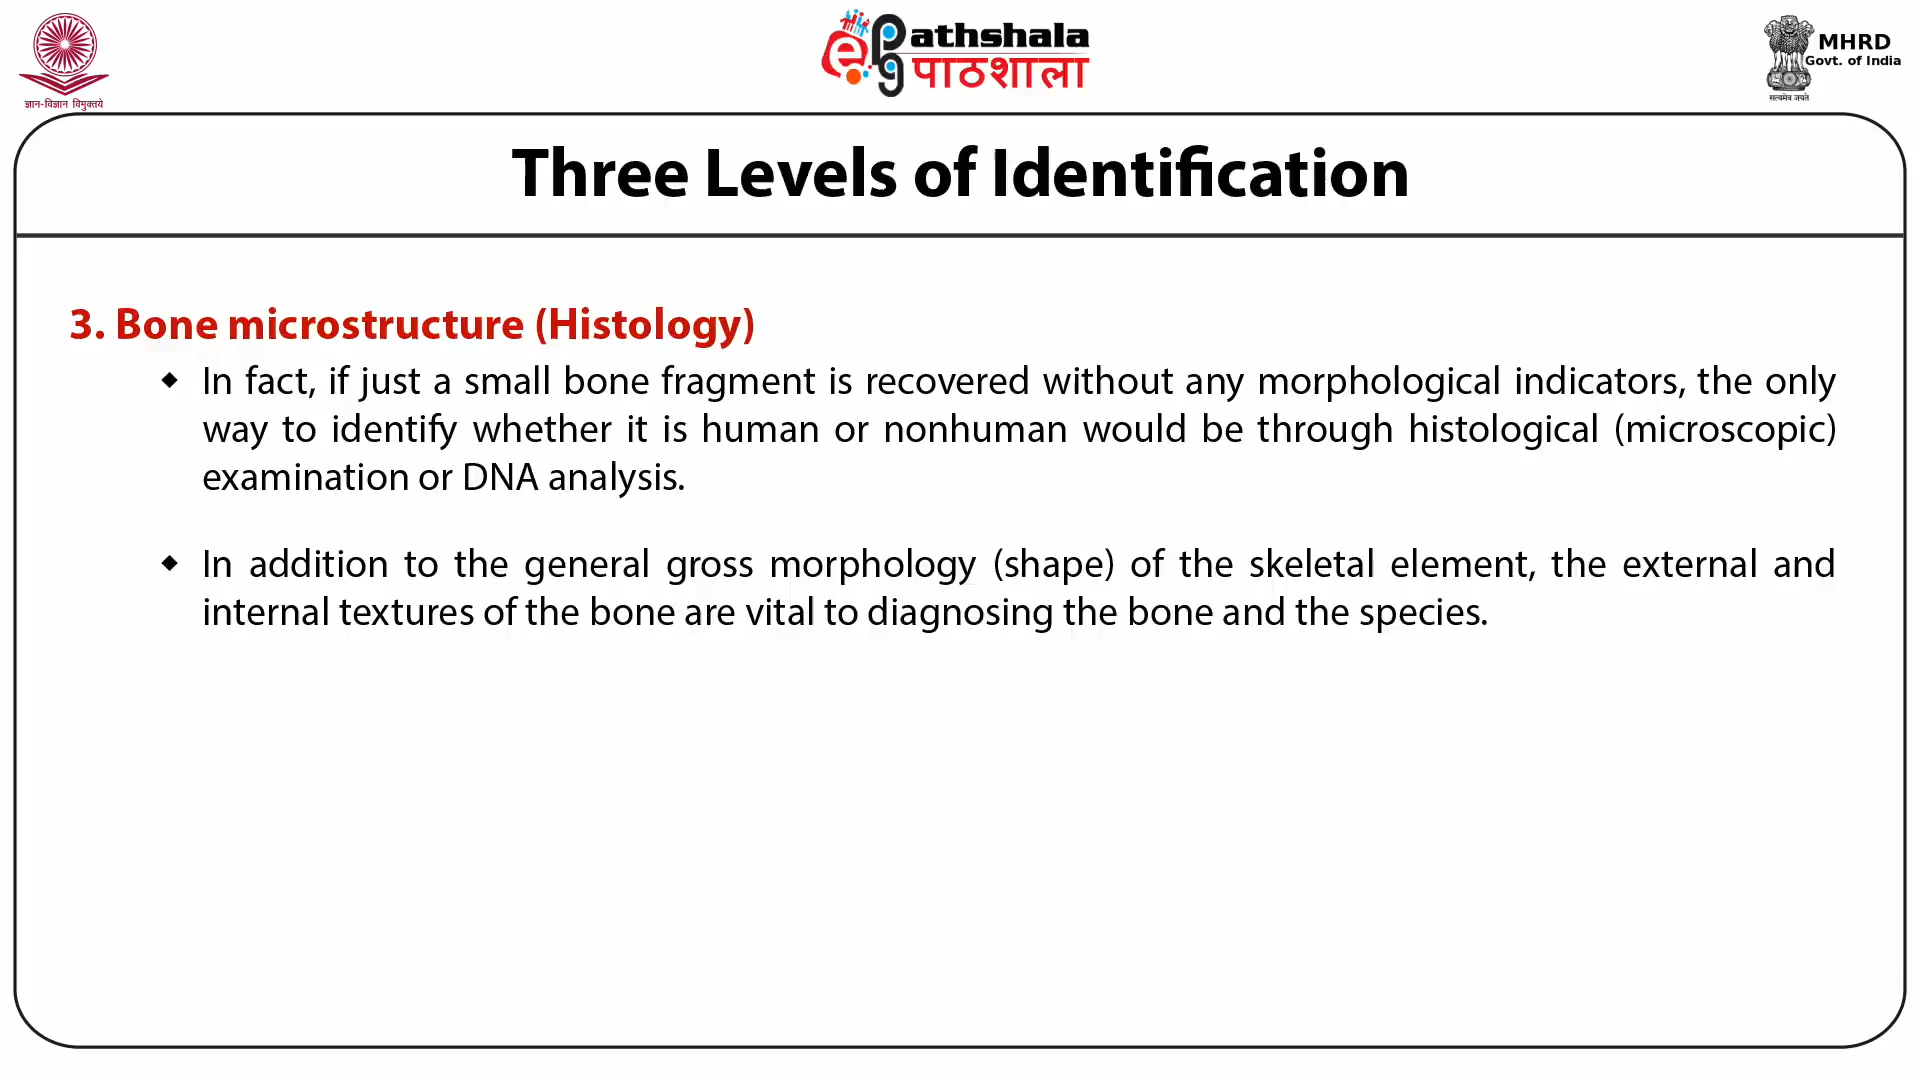 ज्ञान-विज्ञान विमुक्तये
ePG Pathshala
पाठशाला
MHRD
Govt. of India
सत्यमेव जयते
Three Levels of Identification
3. Bone microstructure (Histology)
◆ In fact, if just a small bone fragment is recovered without any morphological indicators, the only
way to identify whether it is human or nonhuman would be through histological (microscopic)
examination or DNA analysis.
◆ In addition to the general gross morphology (shape) of the skeletal element, the external and
internal textures of the bone are vital to diagnosing the bone and the species.